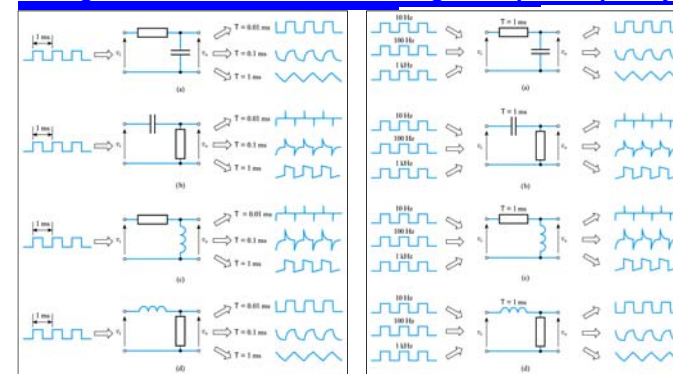 1 ms
T = 0.01 ms
T = 0.1 ms
T = 1 ms
(a)
1 ms
T = 0.01 ms
T = 0.1 ms
T = 1 ms
(b)
1 ms
T = 0.01 ms
T = 0.1 ms
T = 1 ms
(c)
1 ms
T = 0.01 ms
T = 0.1 ms
T = 1 ms
(d)
10 Hz
100 Hz
1 kHz
T = 1 ms
(a)
10 Hz
100 Hz
1 kHz
T = 1 ms
(b)
10 Hz
100 Hz
1 kHz
T = 1 ms
(c)
10 Hz
100 Hz
1 kHz
T = 1 ms
(d)